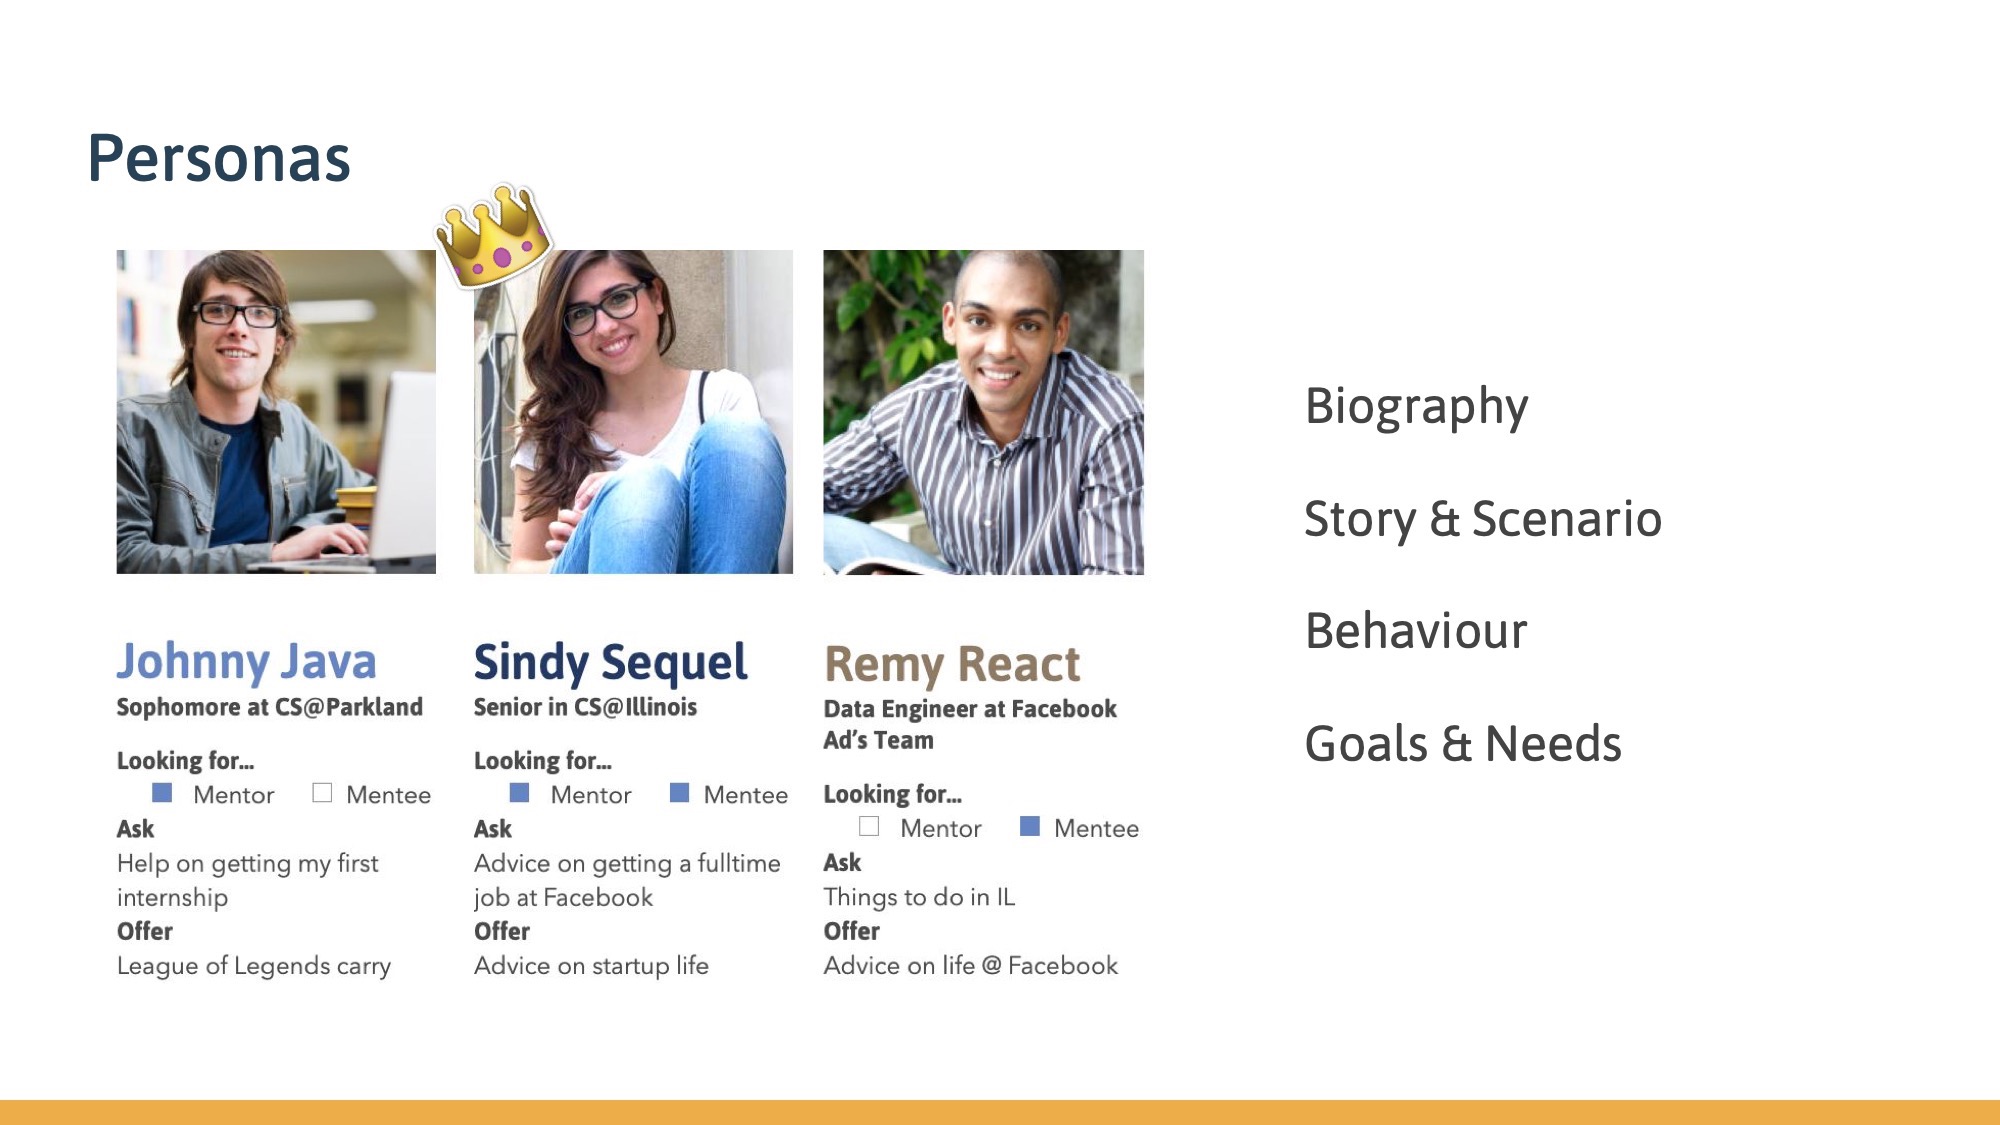 Personas
Johnny Java
Sophomore at CS@Parkland
Looking for...
Mentor Mentee
Ask
Help on getting my first
internship
Offer
League of Legends carry
Sindy Sequel
Senior in CS@Illinois
Looking for...
Mentor Mentee
Ask
Advice on getting a fulltime
job at Facebook
Offer
Advice on startup life
Remy React
Data Engineer at Facebook
Ad’s Team
Looking for...
Mentor Mentee
Ask
Things to do in IL
Offer
Advice on life @ Facebook
Biography
Story & Scenario
Behaviour
Goals & Needs